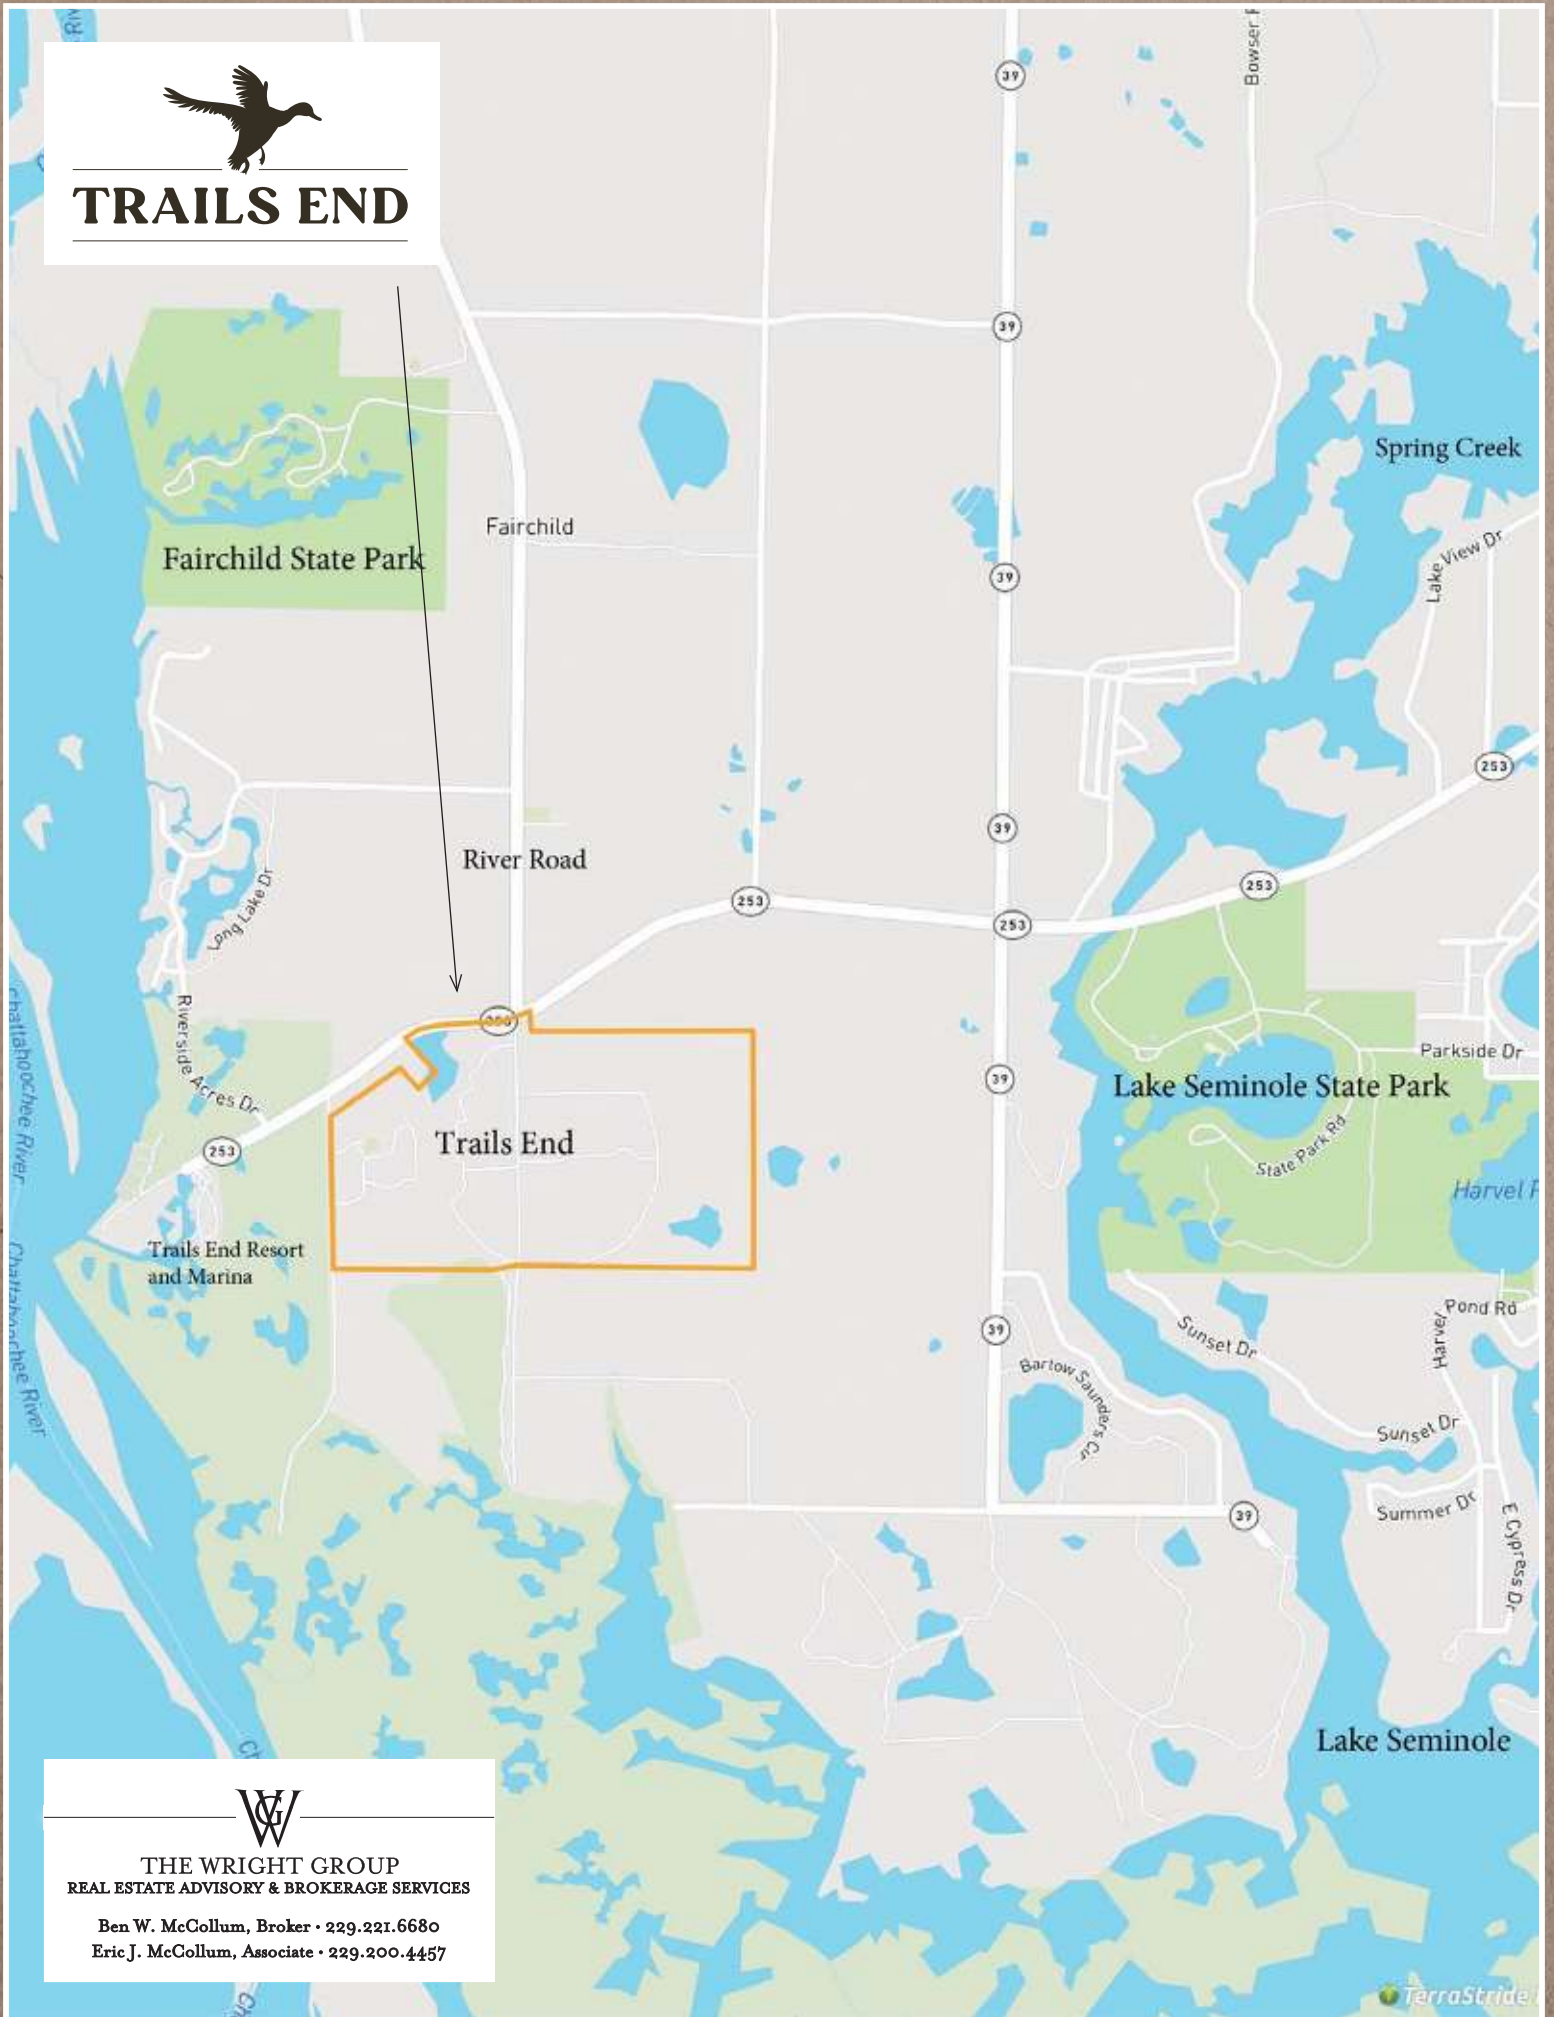 TRAILS END
39
Bowser
39
Spring Creek
Fairchild
Fairchild State Park
39
Lake View Dr
253
39
River Road
253
253
253
Long Lake Dr
Riverside Acres Dr
39
Parkside Dr
Lake Seminole State Park
Chattahoochee River
Trails End
253
State Park Rd
Harvel
Trails End Resort
and Marina
Chattahoochee River
39
Sunset Dr
Harvel Pond Rd
Bartow Saunders Cir
Sunset Dr
Summer Dr
39
E Cypress Dr
Lake Seminole
WG
THE WRIGHT GROUP
REAL ESTATE ADVISORY & BROKERAGE SERVICES
Ben W. McCollum, Broker • 229.221.6680
Eric J. McCollum, Associate • 229.200.4457
TerraStride